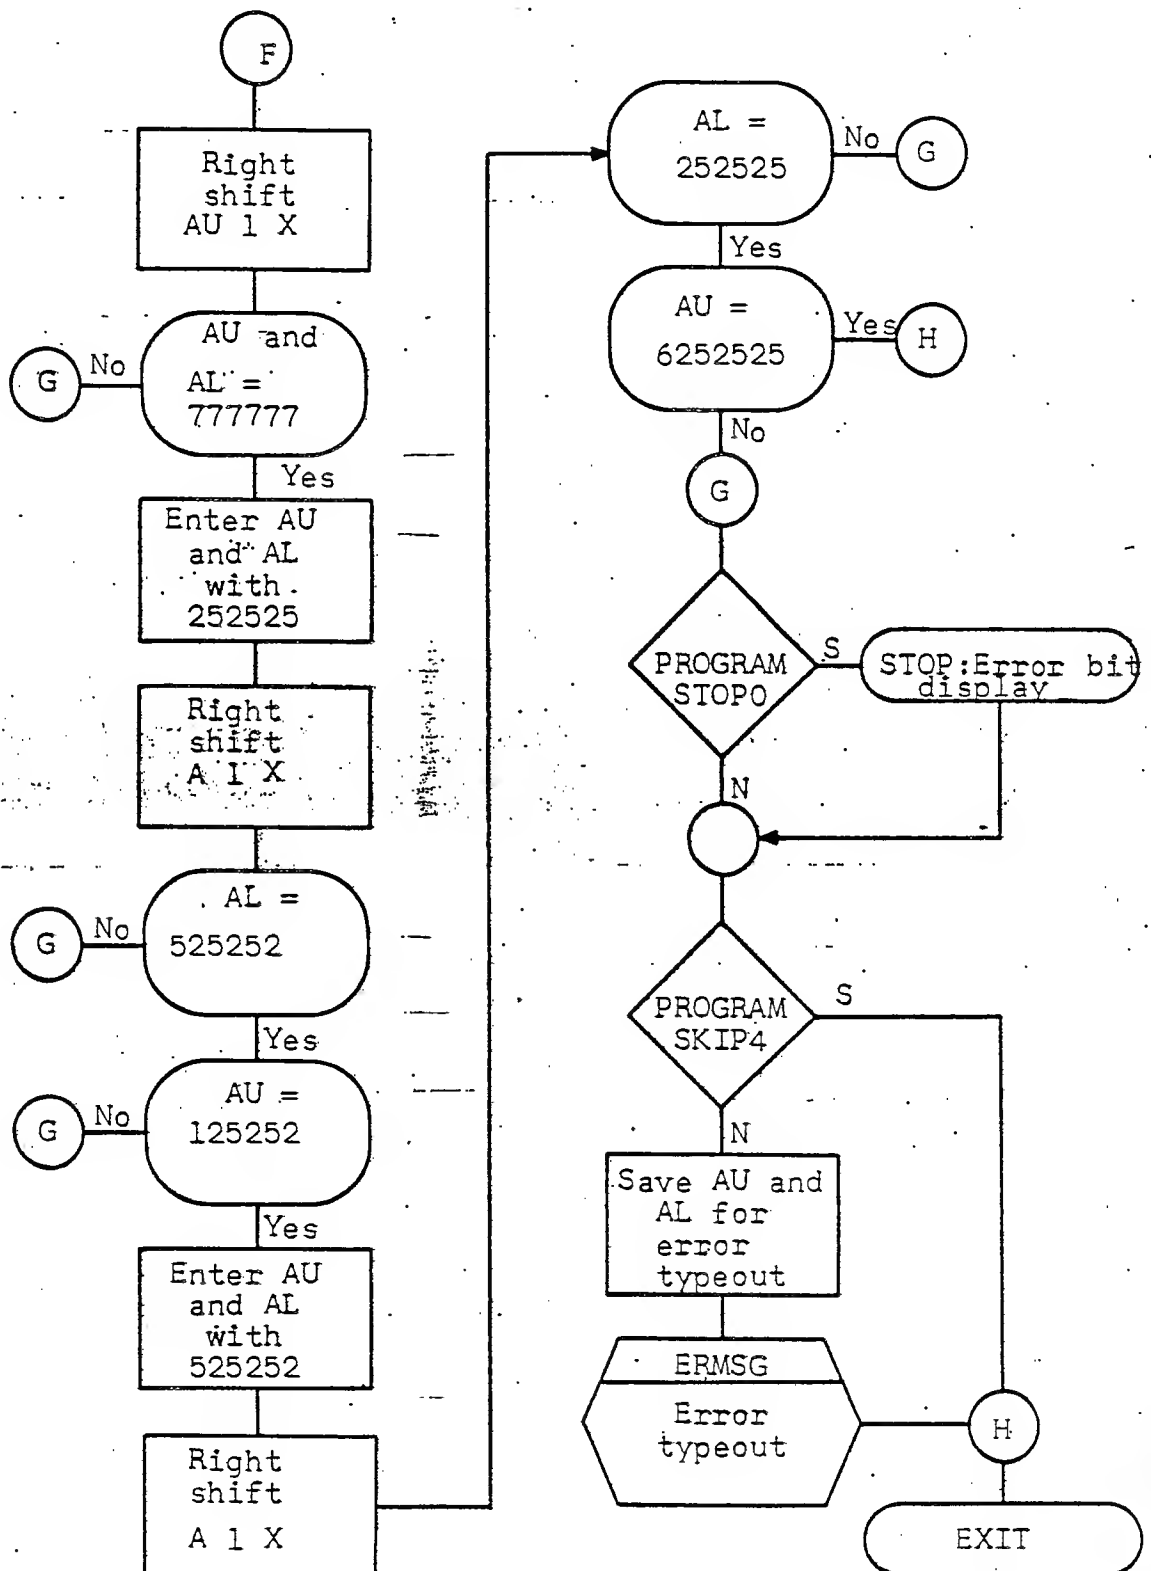 F
Right
shift
AU 1 X
AU and
AL =
777777
No
G
Yes
Enter AU
and AL
with
252525
Right
shift
A 1 X
AL =
525252
No
G
Yes
AU =
125252
No
G
Yes
Enter AU
and AL
with
525252
Right
shift
A 1 X
AL =
252525
No
G
Yes
AU =
6252525
Yes
H
No
G
PROGRAM
STOP0
S
STOP:Error bit
display
N
PROGRAM
SKIP4
S
N
Save AU and
AL for
error
typeout
ERMSG
Error
typeout
H
EXIT